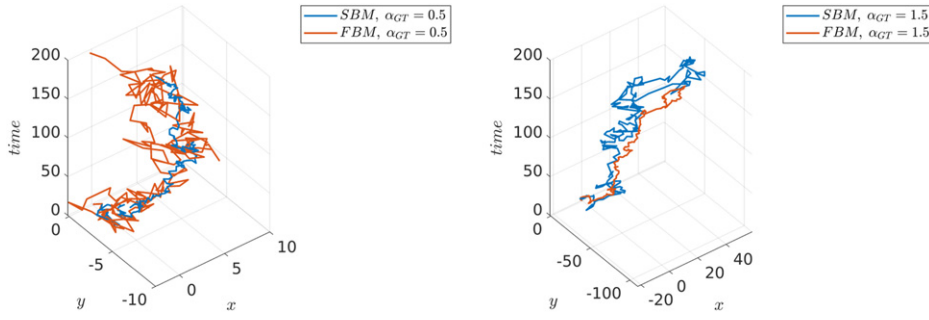 SBM, α_GT = 0.5
FBM, α_GT = 0.5
200
150
100
50
0
time
0
-5
-10
y
0
5
10
x
SBM, α_GT = 1.5
FBM, α_GT = 1.5
200
150
100
50
0
time
0
-50
-100
y
-20
0
20
40
x